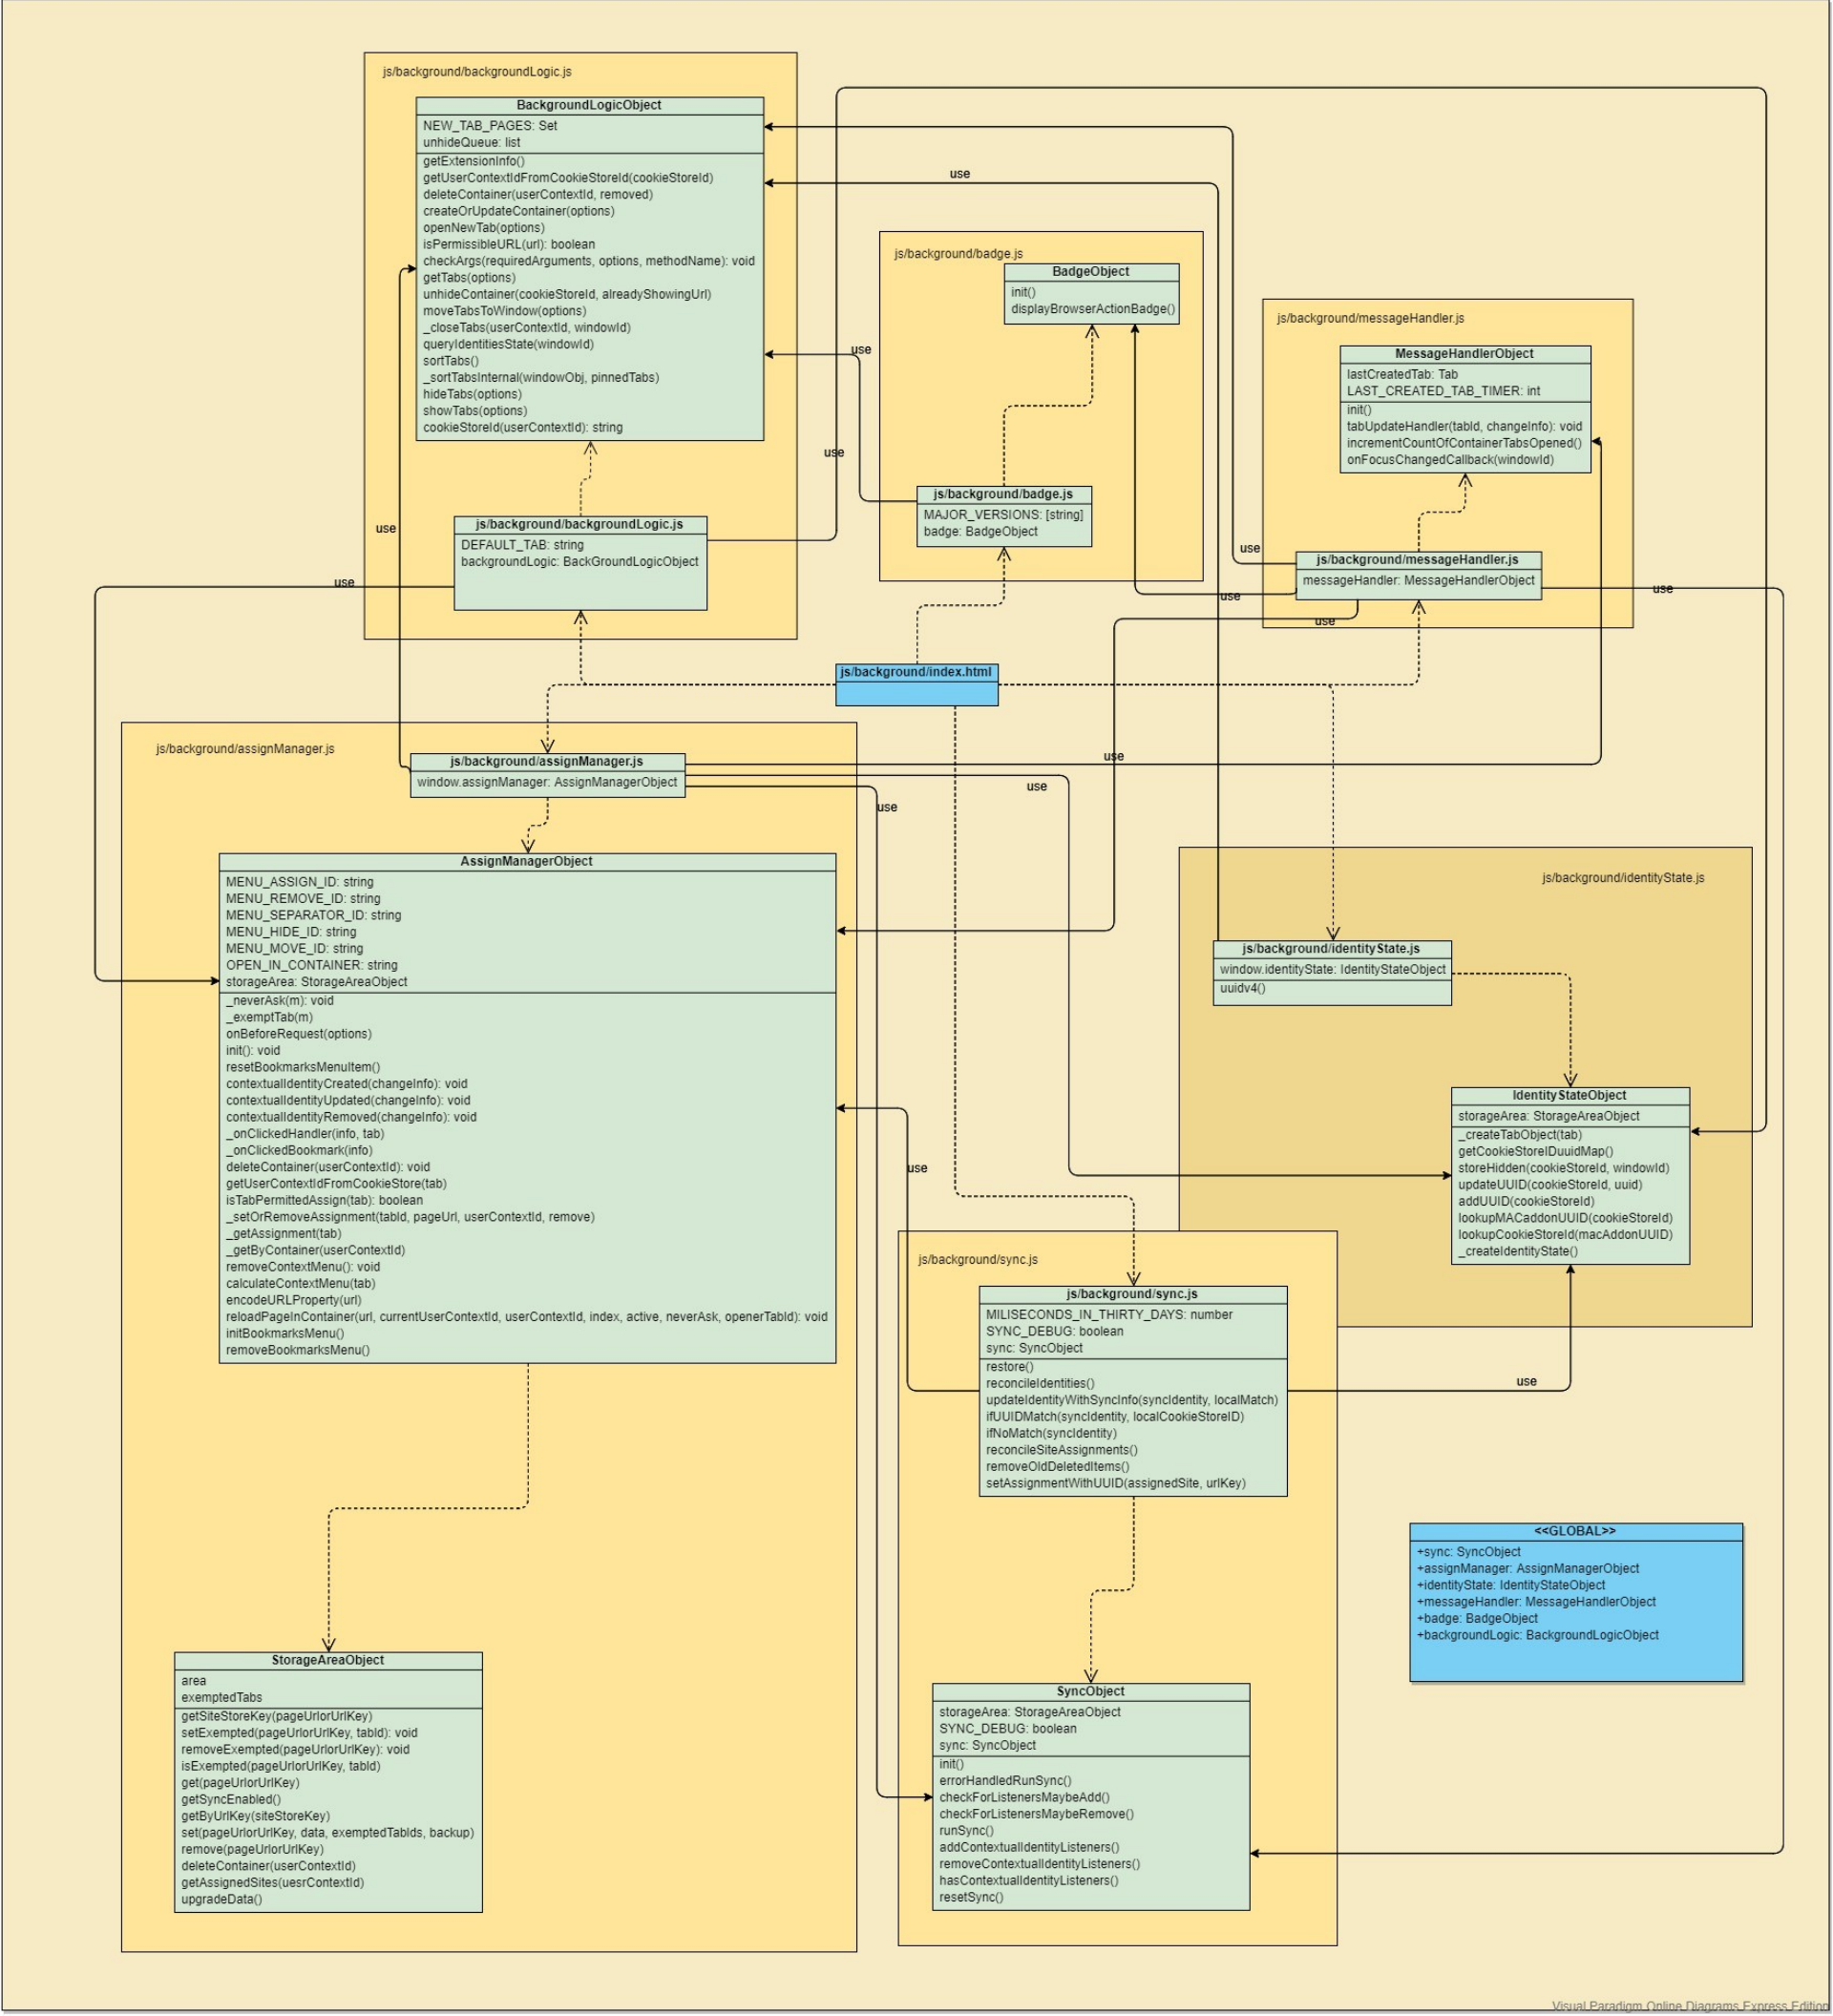 js/background/backgroundLogic.js
BackgroundLogicObject
NEW_TAB_PAGES: Set
unhideQueue: list
getExtensionInfo()
getUserContextIdFromCookieStoreId(cookieStoreId)
deleteContainer(userContextId, removed)
createOrUpdateContainer(options)
openNewTab(options)
isPermissibleURL(url): boolean
checkArgs(requiredArguments, options, methodName): void
getTabs(options)
unhideContainer(cookieStoreId, alreadyShowingUrl)
moveTabsToWindow(options)
_closeTabs(userContextId, windowId)
queryIdentitiesState(windowId)
sortTabs()
_sortTabsInternal(windowObj, pinnedTabs)
hideTabs(options)
showTabs(options)
cookieStoreId(userContextId): string
js/background/backgroundLogic.js
DEFAULT_TAB: string
backgroundLogic: BackGroundLogicObject
use
use
use
use
use
js/background/badge.js
BadgeObject
init()
displayBrowserActionBadge()
js/background/badge.js
MAJOR_VERSIONS: [string]
badge: BadgeObject
js/background/messageHandler.js
MessageHandlerObject
lastCreatedTab: Tab
LAST_CREATED_TAB_TIMER: int
init()
tabUpdateHandler(tabId, changeInfo): void
incrementCountOfContainerTabsOpened()
onFocusChangedCallback(windowId)
js/background/messageHandler.js
messageHandler: MessageHandlerObject
use
use
use
use
js/background/index.html
js/background/assignManager.js
js/background/assignManager.js
window.assignManager: AssignManagerObject
use
use
use
AssignManagerObject
MENU_ASSIGN_ID: string
MENU_REMOVE_ID: string
MENU_SEPARATOR_ID: string
MENU_HIDE_ID: string
MENU_MOVE_ID: string
OPEN_IN_CONTAINER: string
storageArea: StorageAreaObject
_neverAsk(m): void
_exemptTab(m)
onBeforeRequest(options)
init(): void
resetBookmarksMenuItem()
contextualIdentityCreated(changeInfo): void
contextualIdentityUpdated(changeInfo): void
contextualIdentityRemoved(changeInfo): void
_onClickedHandler(info, tab)
_onClickedBookmark(info)
deleteContainer(userContextId): void
getUserContextIdFromCookieStore(tab)
isTabPermittedAssign(tab): boolean
_setOrRemoveAssignment(tabId, pageUrl, userContextId, remove)
_getAssignment(tab)
_getByContainer(userContextId)
removeContextMenu(): void
calculateContextMenu(tab)
encodeURLProperty(url)
reloadPageInContainer(url, currentUserContextId, userContextId, index, active, neverAsk, openerTabId): void
initBookmarksMenu()
removeBookmarksMenu()
js/background/identityState.js
js/background/identityState.js
window.identityState: IdentityStateObject
uuidv4()
IdentityStateObject
storageArea: StorageAreaObject
_createTabObject(tab)
getCookieStoreIDuuidMap()
storeHidden(cookieStoreId, windowId)
updateUUID(cookieStoreId, uuid)
addUUID(cookieStoreId)
lookupMACaddonUUID(cookieStoreId)
lookupCookieStoreId(macAddonUUID)
_createIdentityState()
use
use
js/background/sync.js
js/background/sync.js
MILISECONDS_IN_THIRTY_DAYS: number
SYNC_DEBUG: boolean
sync: SyncObject
restore()
reconcileIdentities()
updateIdentityWithSyncInfo(syncIdentity, localMatch)
ifUUIDMatch(syncIdentity, localCookieStoreID)
ifNoMatch(syncIdentity)
reconcileSiteAssignments()
removeOldDeletedItems()
setAssignmentWithUUID(assignedSite, urlKey)
<<GLOBAL>>
+sync: SyncObject
+assignManager: AssignManagerObject
+identityState: IdentityStateObject
+messageHandler: MessageHandlerObject
+badge: BadgeObject
+backgroundLogic: BackgroundLogicObject
StorageAreaObject
area
exemptedTabs
getSiteStoreKey(pageUrlorUrlKey)
setExempted(pageUrlorUrlKey, tabId): void
removeExempted(pageUrlorUrlKey): void
isExempted(pageUrlorUrlKey, tabId)
get(pageUrlorUrlKey)
getSyncEnabled()
getByUrlKey(siteStoreKey)
set(pageUrlorUrlKey, data, exemptedTabIds, backup)
remove(pageUrlorUrlKey)
deleteContainer(userContextId)
getAssignedSites(uesrContextId)
upgradeData()
SyncObject
storageArea: StorageAreaObject
SYNC_DEBUG: boolean
sync: SyncObject
init()
errorHandledRunSync()
checkForListenersMaybeAdd()
checkForListenersMaybeRemove()
runSync()
addContextualIdentityListeners()
removeContextualIdentityListeners()
hasContextualIdentityListeners()
resetSync()
Visual Paradigm Online Diagrams Express Edition